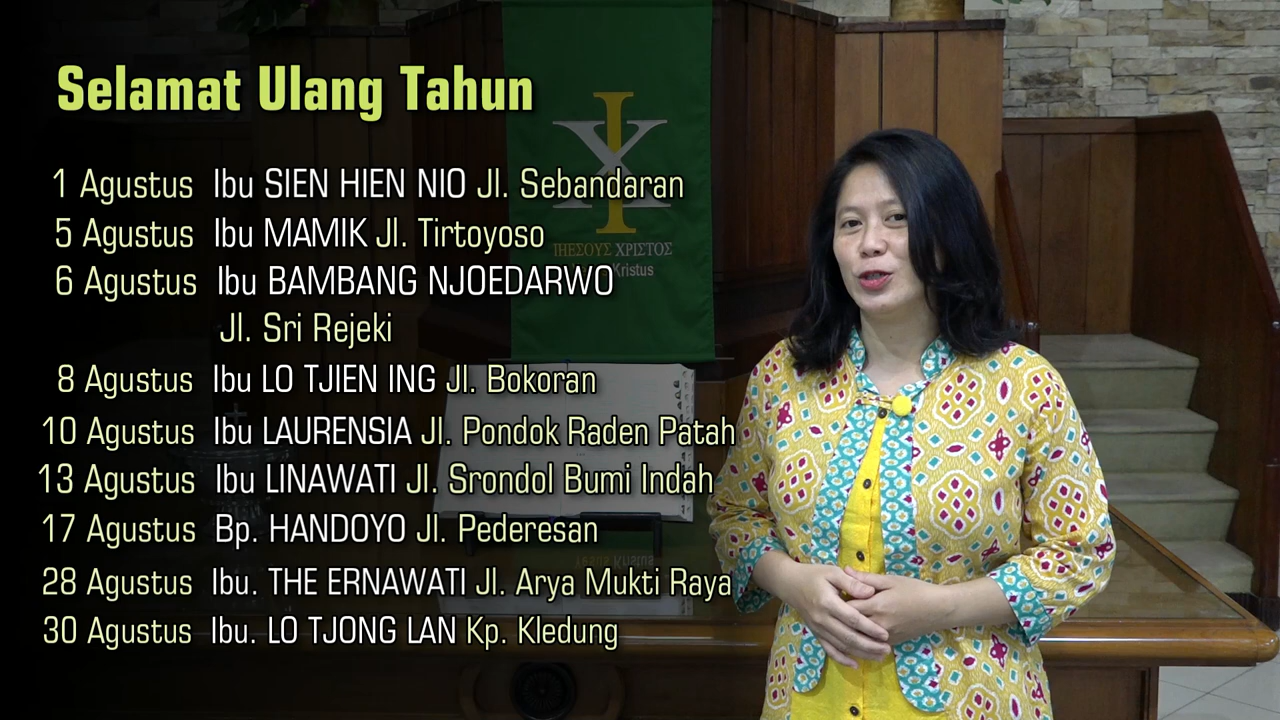 Selamat Ulang Tahun
1 Agustus Ibu SIEN HIEN NIO Jl. Sebandaran
5 Agustus Ibu MAMIK Jl. Tirtoyoso
6 Agustus Ibu BAMBANG NJOEDARWO
Jl. Sri Rejeki
8 Agustus Ibu LO TJIEN ING Jl. Bokoran
10 Agustus Ibu LAURENSIA Jl. Pondok Raden Patah
13 Agustus Ibu LINAWATI Jl. Srondol Bumi Indah
17 Agustus Bp. HANDOYO Jl. Pederesan
28 Agustus Ibu. THE ERNAWATI Jl. Arya Mukti Raya
30 Agustus Ibu. LO TJONG LAN Kp. Kledung
ΙΗΕΣΟΥΣ ΧΡΙΣΤΟΣ
Kristus